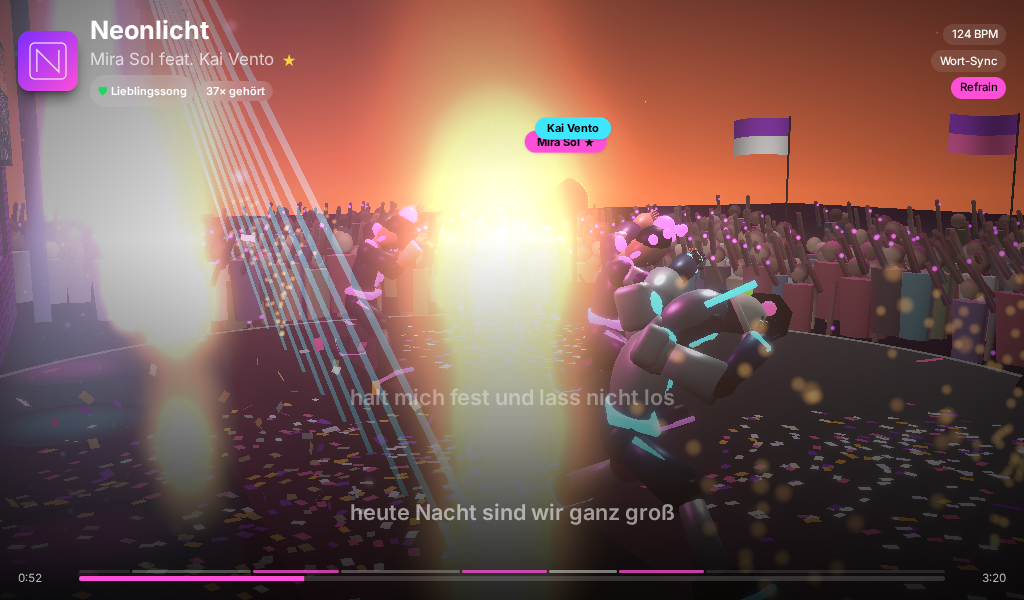 Neonlicht
Mira Sol feat. Kai Vento ★
Lieblingssong
37× gehört
124 BPM
Wort-Sync
Refrain
N
Kai Vento
Mira Sol ★
halt mich fest und lass nicht los
heute Nacht sind wir ganz groß
0:52
3:20